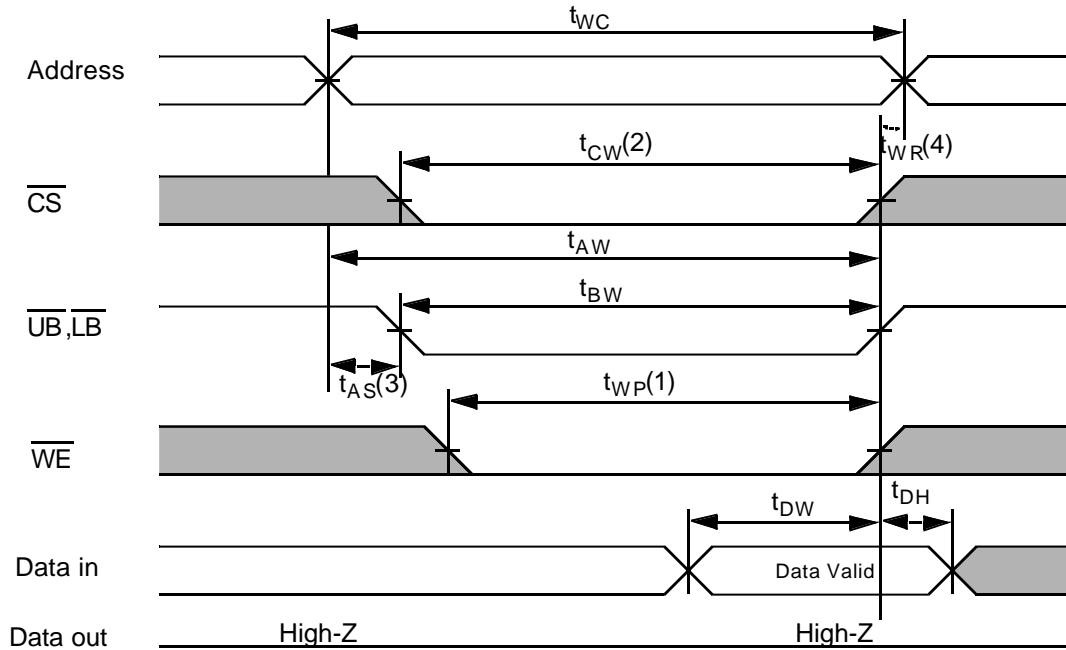 tWC
Address
tCW(2)
tWR(4)
CS
tAW
tBW
UB,LB
tAS(3)
tWP(1)
WE
tDW
tDH
Data in
Data Valid
Data out
High-Z
High-Z